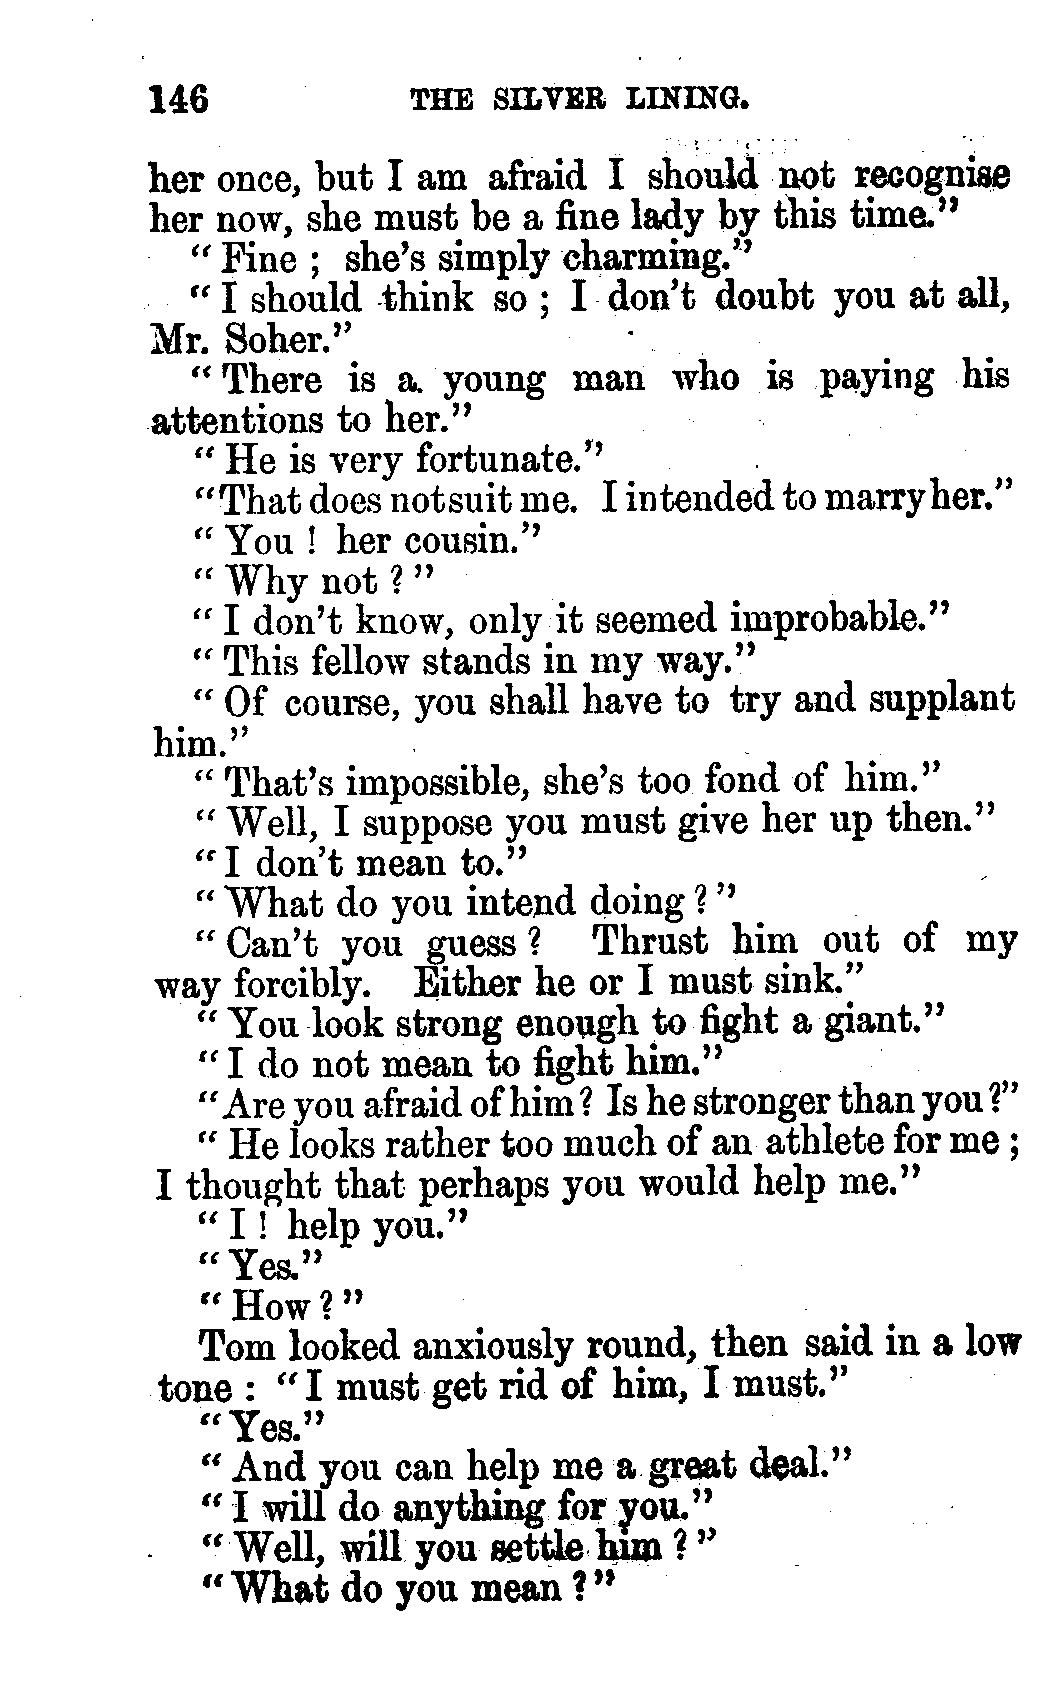 146 THE SILVER LINING.
her once, but I am afraid I should not recognise
her now, she must be a fine lady by this time."
"Fine ; she's simply charming."
"I should think so ; I don't doubt you at all,
Mr. Soher."
"There is a young man who is paying his
attentions to her."
"He is very fortunate."
"That does not suit me. I intended to marry her."
"You ! her cousin."
"Why not ?"
"I don't know, only it seemed improbable."
"This fellow stands in my way."
"Of course, you shall have to try and supplant
him."
"That's impossible, she's too fond of him."
"Well, I suppose you must give her up then."
"I don't mean to."
"What do you intend doing ?"
"Can't you guess ? Thrust him out of my
way forcibly. Either he or I must sink."
"You look strong enough to fight a giant."
"I do not mean to fight him."
"Are you afraid of him? Is he stronger than you?"
"He looks rather too much of an athlete for me ;
I thought that perhaps you would help me."
"I ! help you."
"Yes."
"How ?"
Tom looked anxiously round, then said in a low
tone : "I must get rid of him, I must."
"Yes."
"And you can help me a great deal."
"I will do anything for you."
"Well, will you settle him ?"
"What do you mean ?"